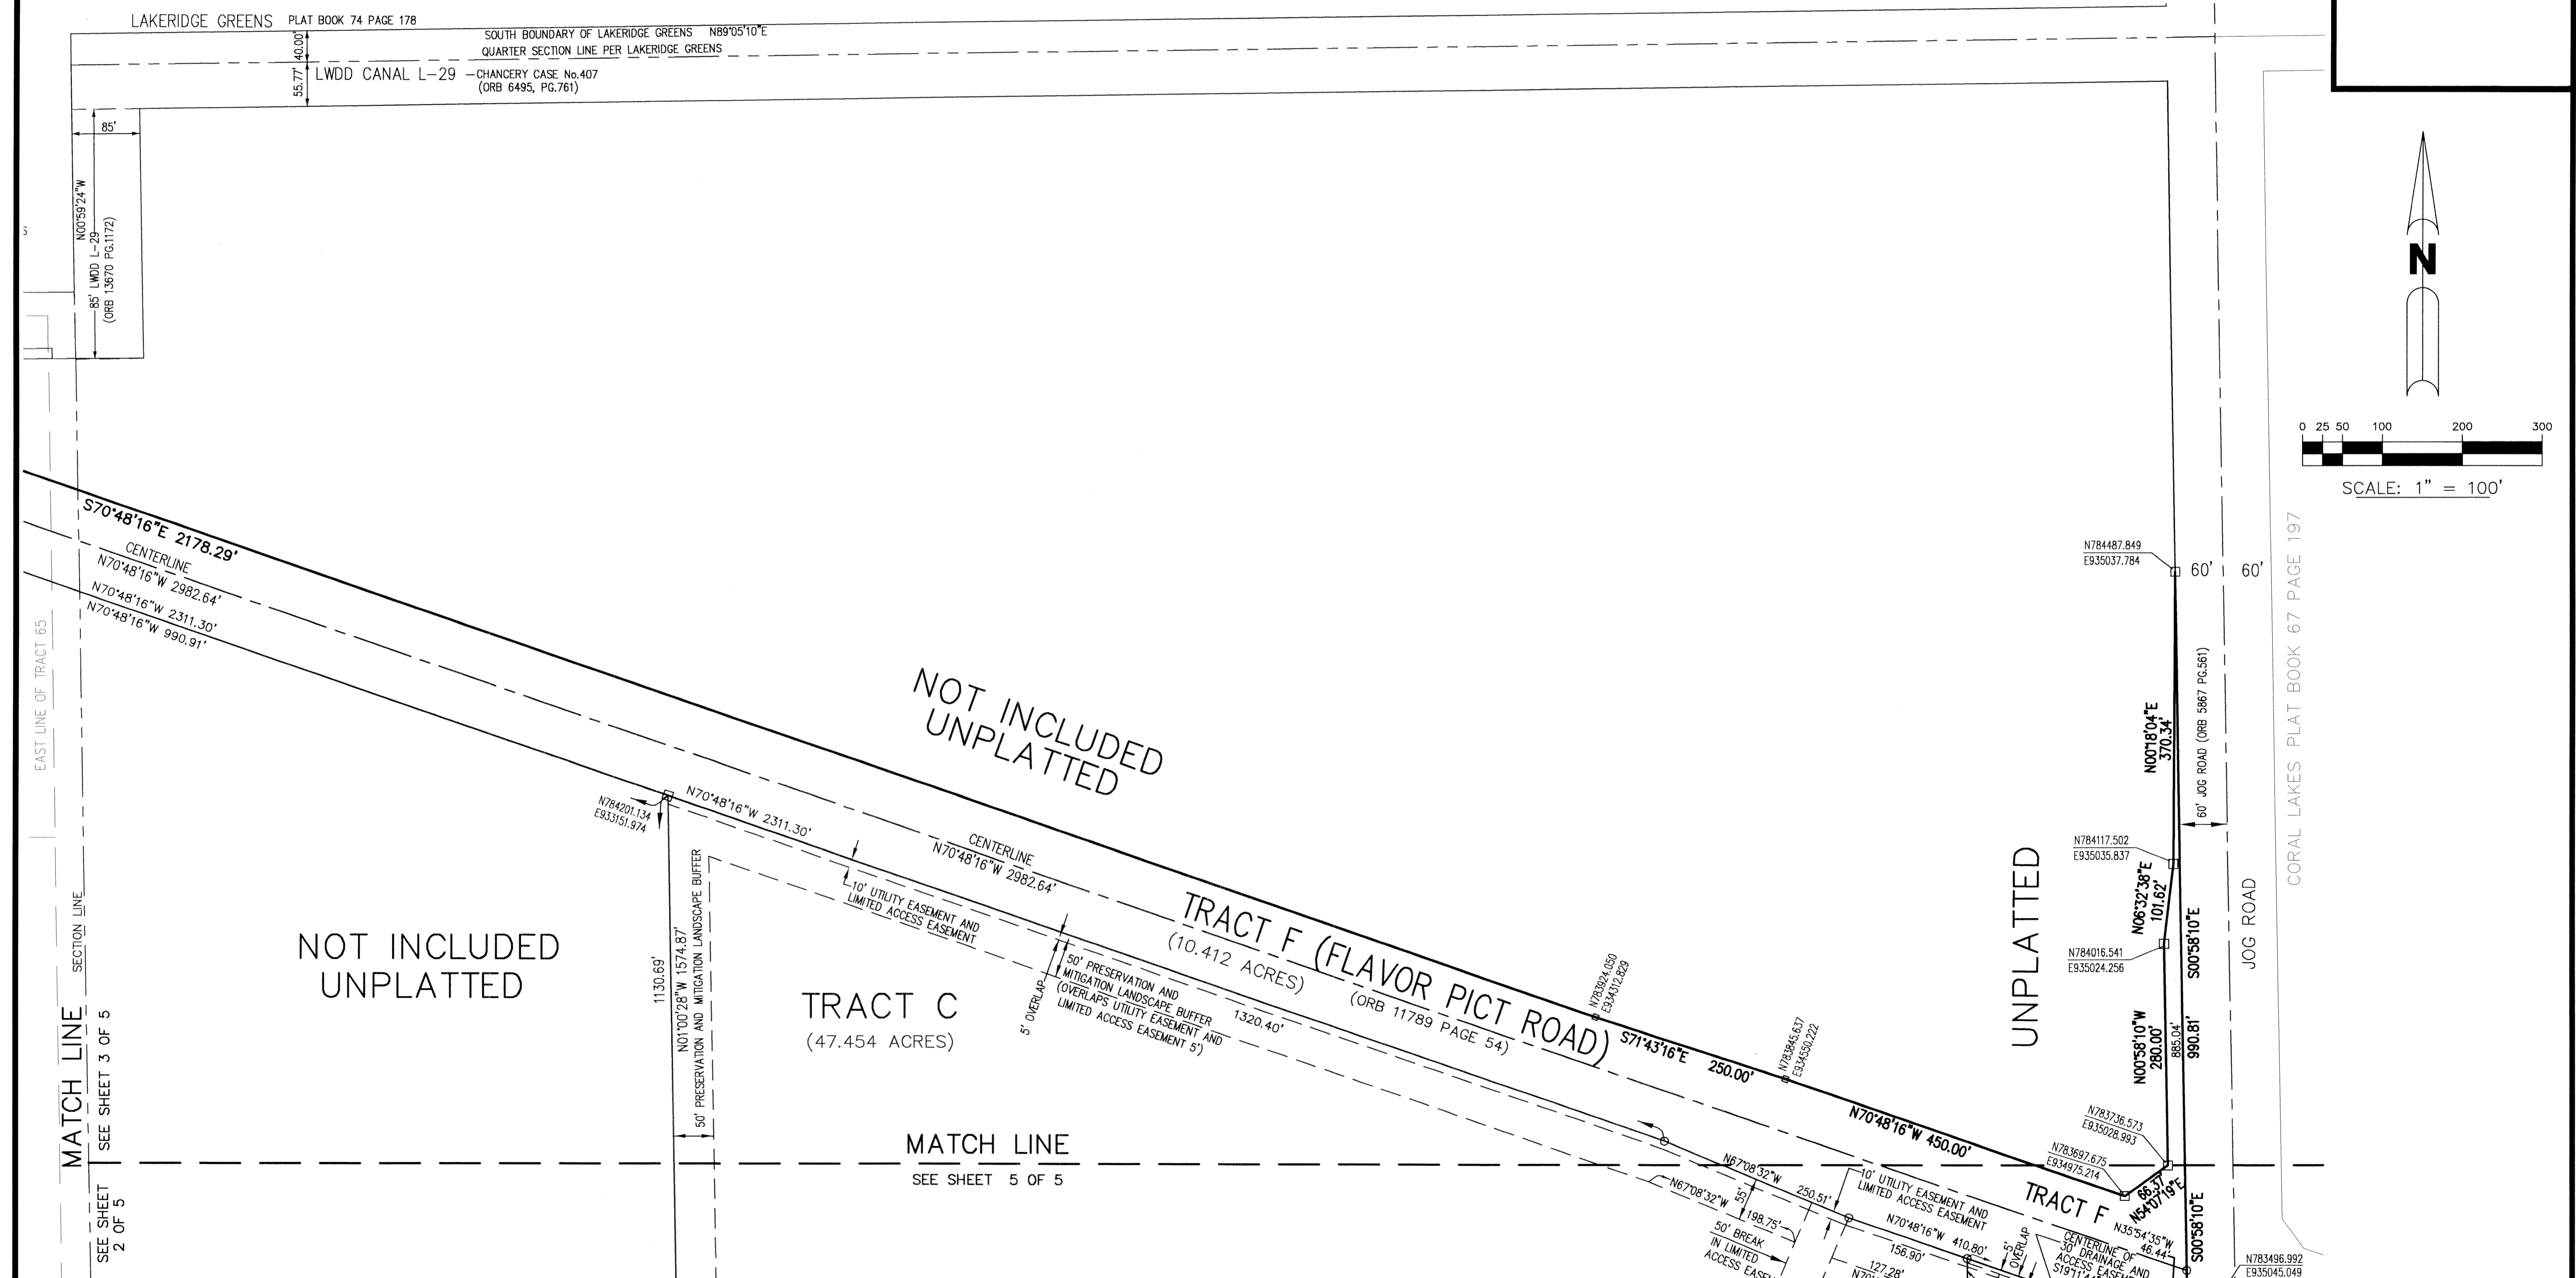 LAKERIDGE GREENS PLAT BOOK 74 PAGE 178
SOUTH BOUNDARY OF LAKERIDGE GREENS N89°05'10"E
QUARTER SECTION LINE PER LAKERIDGE GREENS
40.00'
55.77'
LWDD CANAL L-29
CHANCERY CASE No.407
(ORB 6495, PG.761)
85'
N00°59'24"W
85' LWDD L-29
(ORB 13670 PG.1172)
N
0 25 50 100 200 300
SCALE: 1" = 100'
S70°48'16"E 2178.29'
CENTERLINE
N70°48'16"W 2982.64'
N70°48'16"W 2311.30'
N70°48'16"W 990.91'
EAST LINE OF TRACT 65
SECTION LINE
MATCH LINE
SEE SHEET 3 OF 5
SEE SHEET
2 OF 5
NOT INCLUDED
UNPLATTED
NOT INCLUDED
UNPLATTED
N784201.134
E933151.974
N70°48'16"W 2311.30'
1130.69'
N01°00'28"W 1574.87'
50' PRESERVATION AND MITIGATION LANDSCAPE BUFFER
10' UTILITY EASEMENT AND
LIMITED ACCESS EASEMENT
CENTERLINE
N70°48'16"W 2982.64'
TRACT C
(47.454 ACRES)
5' OVERLAP
50' PRESERVATION AND
MITIGATION LANDSCAPE BUFFER
(OVERLAPS UTILITY EASEMENT AND
LIMITED ACCESS EASEMENT 5')
1320.40'
TRACT F (FLAVOR PICT ROAD)
(10.412 ACRES)
(ORB 11789 PAGE 54)
N783924.050
E934312.829
S71°43'16"E 250.00'
N783845.637
E934550.222
N70°48'16"W 450.00'
MATCH LINE
SEE SHEET 5 OF 5
N67°08'32"W 250.51'
N67°08'32"W 198.75'
55'
50' BREAK
IN LIMITED
10' UTILITY EASEMENT AND
LIMITED ACCESS EASEMENT
N70°48'16"W 410.80'
156.90'
127.28'
5'
OVERLAP
TRACT F
CENTERLINE OF
30' DRAINAGE AND
N35°54'35"W
46.44'
UNPLATTED
N784487.849
E935037.784
60' 60'
N00°18'04"E
370.34'
60' JOG ROAD (ORB 5867 PG.561)
N784117.502
E935035.837
N06°32'38"E
101.62'
N784016.541
E935024.256
N00°58'10"W
280.00'
885.04'
S00°58'10"E
990.81'
N783736.573
E935028.993
N783697.675
E934975.214
66.37'
N54°07'19"E
S00°58'10"E
JOG ROAD
CORAL LAKES PLAT BOOK 67 PAGE 197
N783496.992
E935045.049